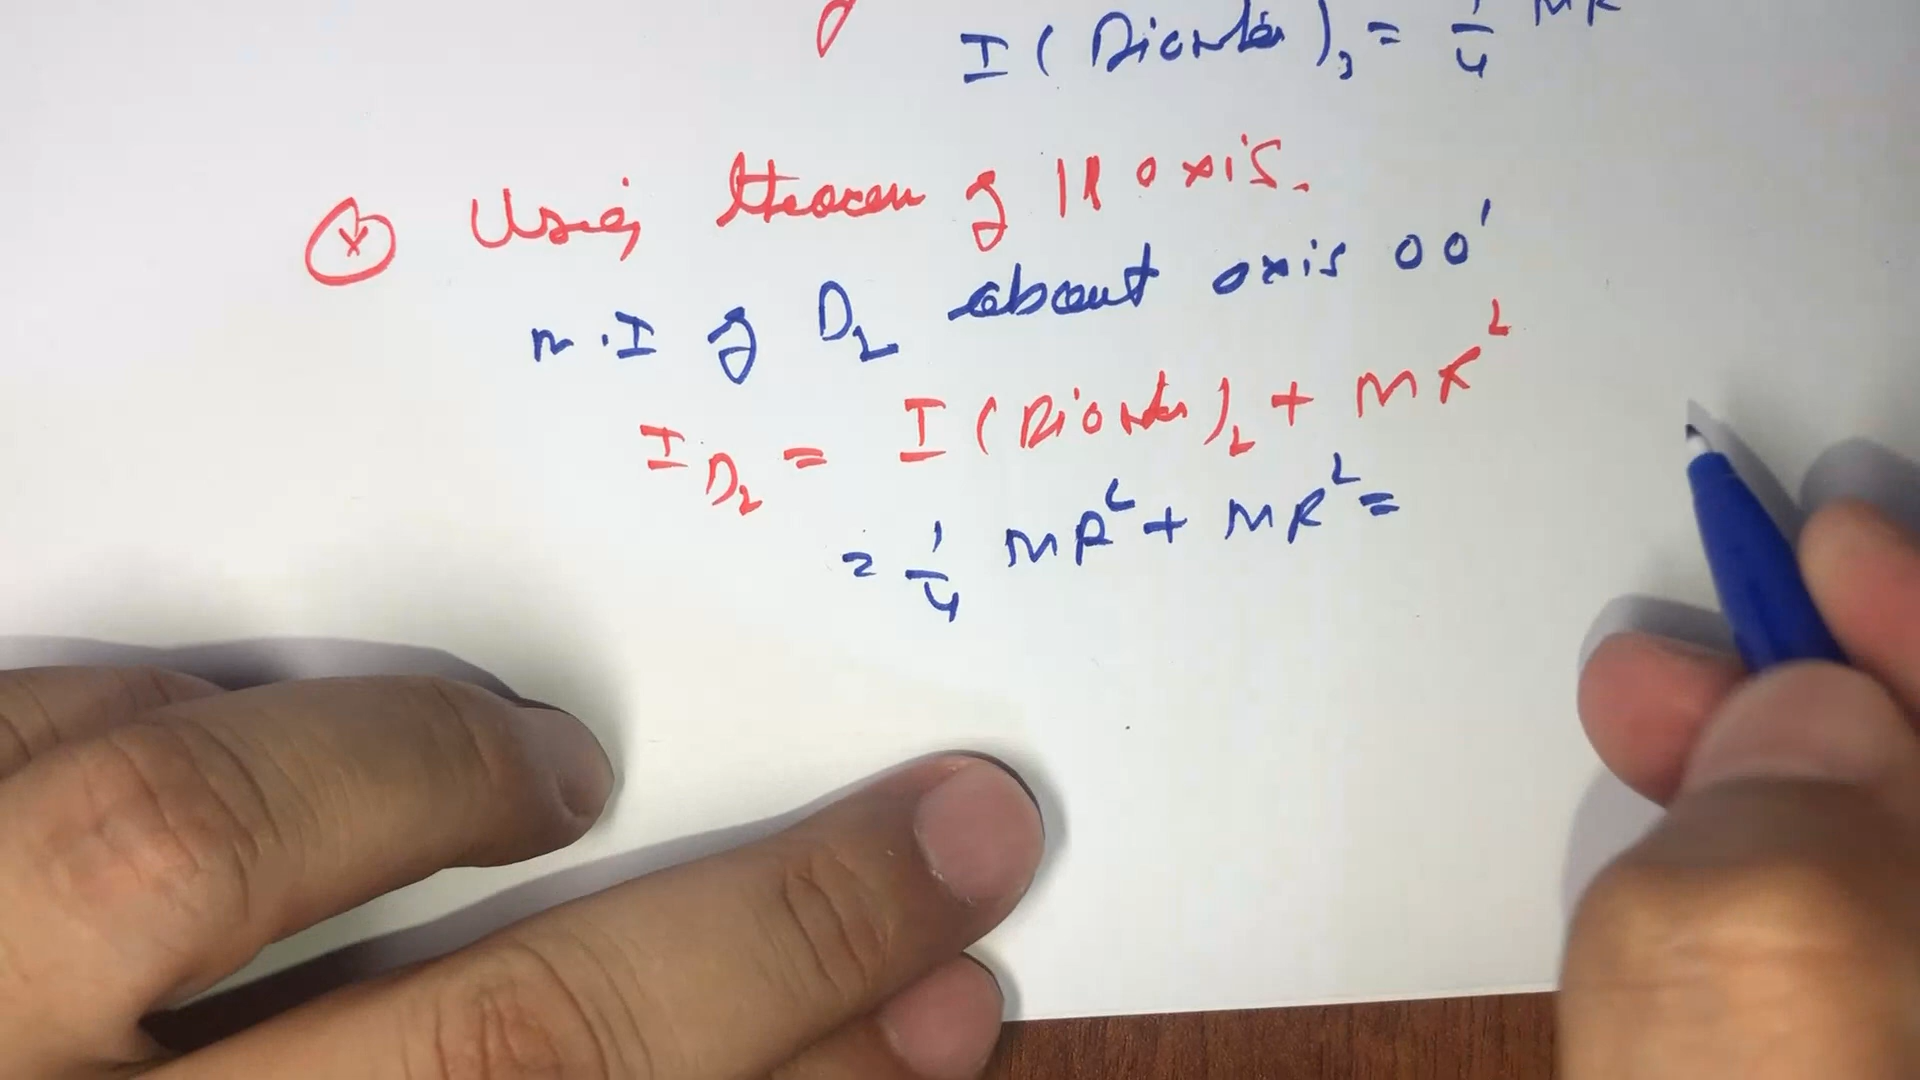 I (Diameter)₃ = 1/4 MR
Using theorem of || axis.
M.I of D₂ about axis OO'
I D₂ = I (Diameter)₂ + MR²
= 1/4 MR² + MR² =